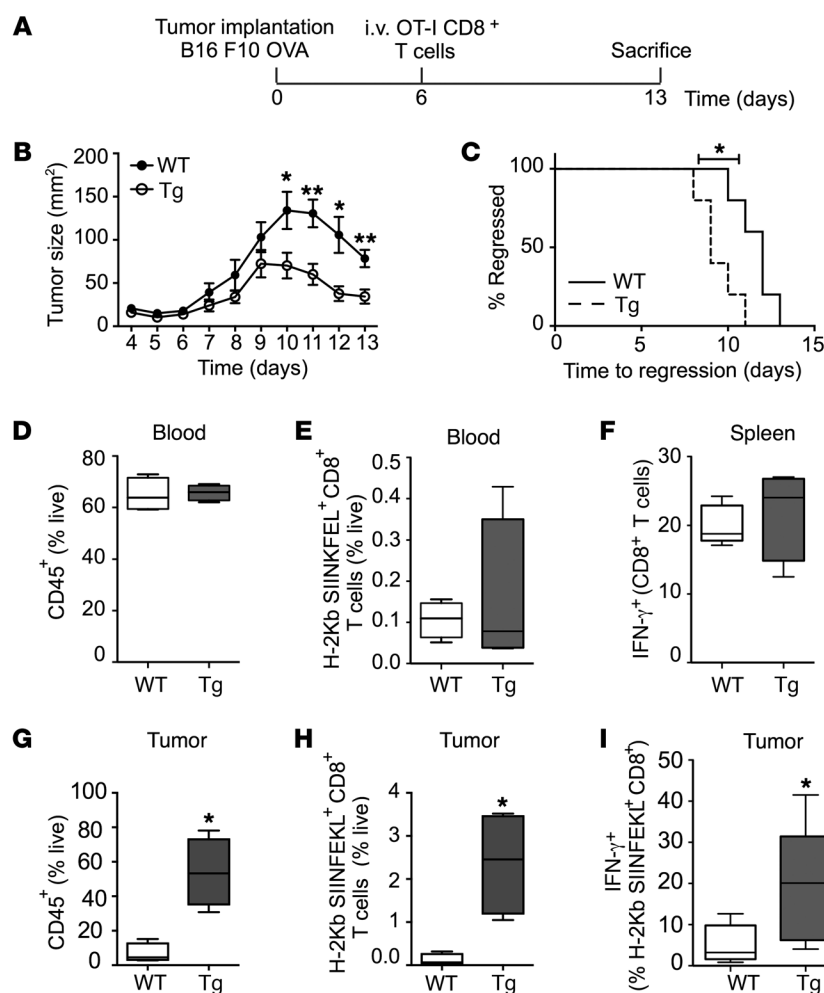 A
Tumor implantation
B16 F10 OVA
i.v. OT-I CD8+
T cells
Sacrifice
0
6
13
Time (days)
B
WT
Tg
Tumor size (mm2)
200
150
100
50
0
*
**
*
**
4 5 6 7 8 9 10 11 12 13
Time (days)
C
*
% Regressed
100
50
0
WT
Tg
0 5 10 15
Time to regression (days)
D
Blood
CD45+ (% live)
80
60
40
20
0
WT Tg
E
Blood
H-2Kb SIINKFEL+ CD8+
T cells (% live)
0.5
0.4
0.3
0.2
0.1
0.0
WT Tg
F
Spleen
IFN-γ+ (CD8+ T cells)
30
20
10
0
WT Tg
G
Tumor
CD45+ (% live)
100
80
60
40
20
0
*
WT Tg
H
Tumor
H-2Kb SIINFEKL+ CD8+
T cells (% live)
4
3
2
1
0.0
*
WT Tg
I
Tumor
IFN-γ+
(% H-2Kb SIINFEKL+ CD8+)
50
40
30
20
10
0
*
WT Tg